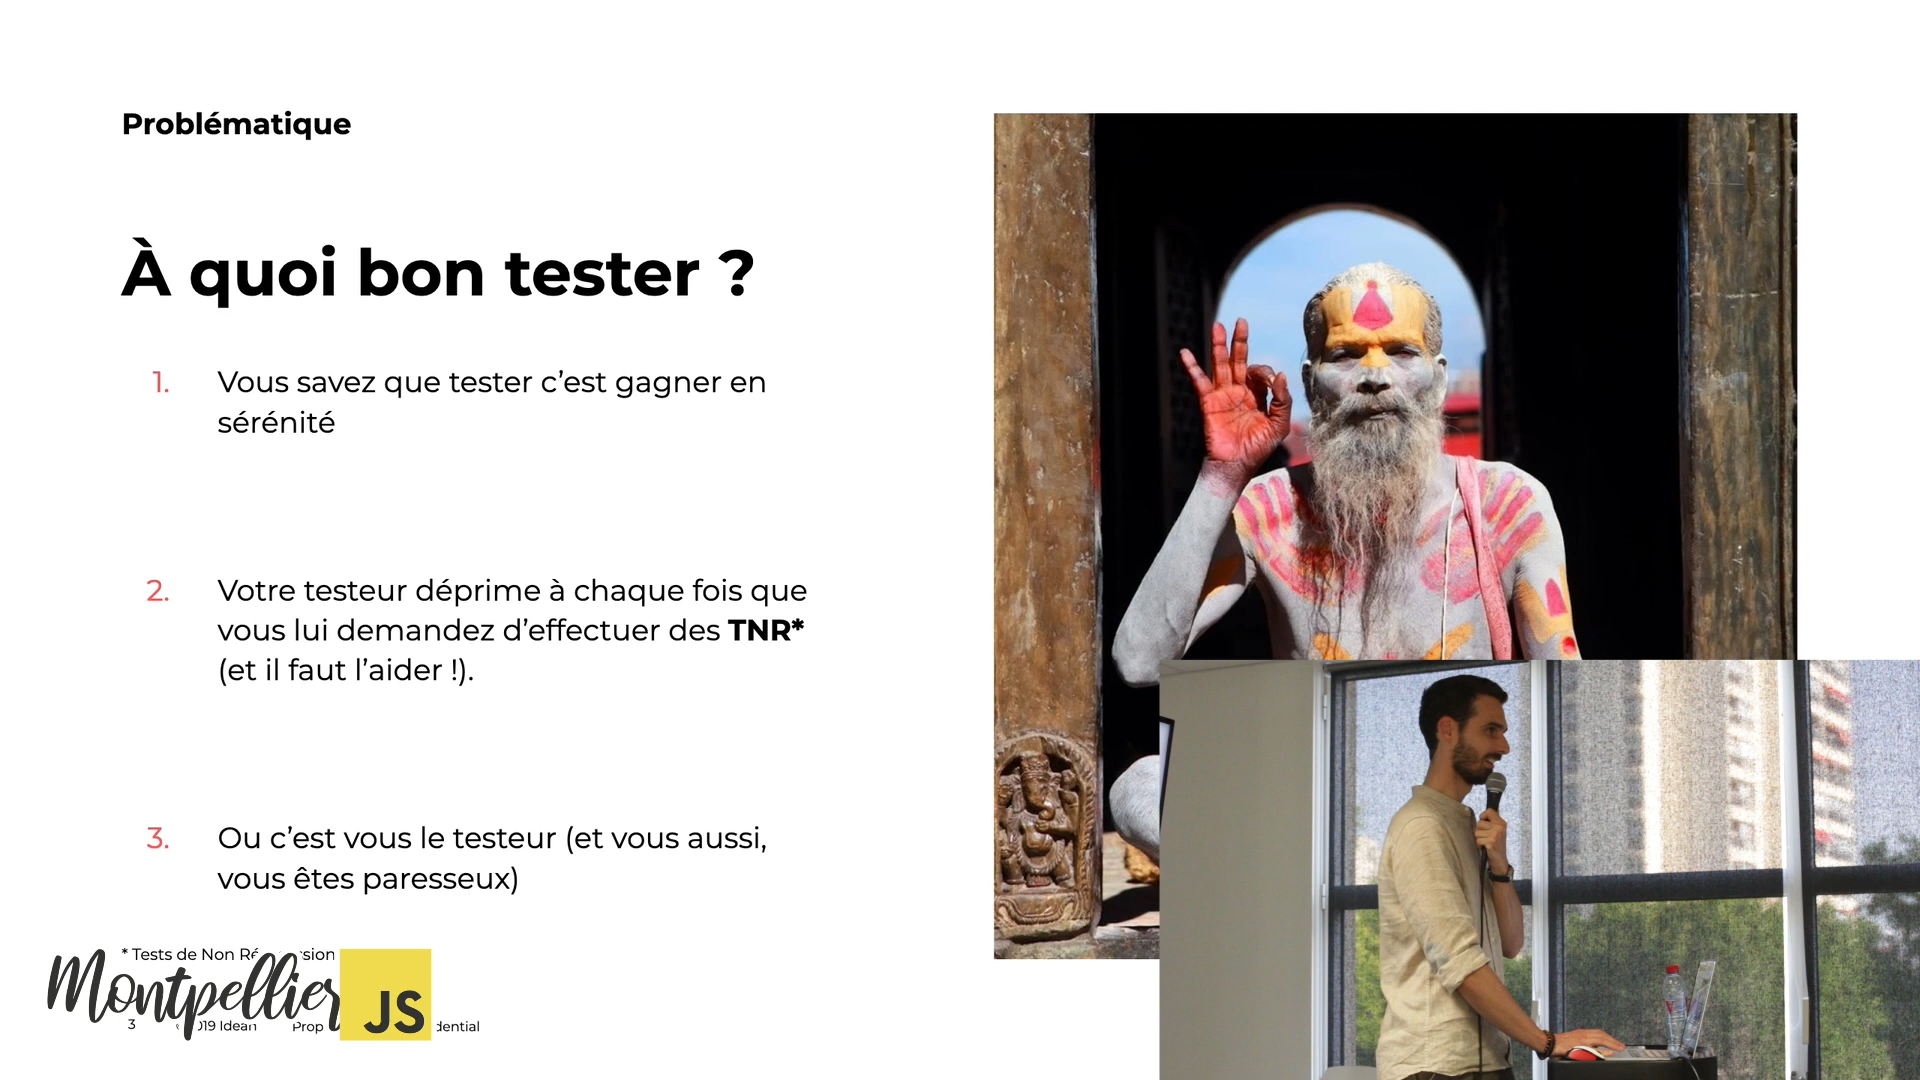 Problématique
À quoi bon tester ?
1. Vous savez que tester c’est gagner en
sérénité
2. Votre testeur déprime à chaque fois que
vous lui demandez d’effectuer des TNR*
(et il faut l’aider !).
3. Ou c’est vous le testeur (et vous aussi,
vous êtes paresseux)
* Tests de Non
Montpellier JS
3